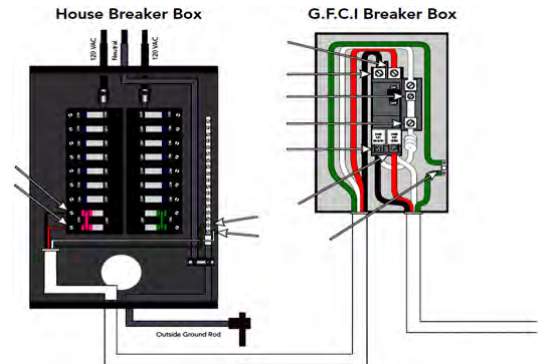 House Breaker Box
G.F.C.I Breaker Box
120 VAC
Neutral
120 VAC
Outside Ground Rod